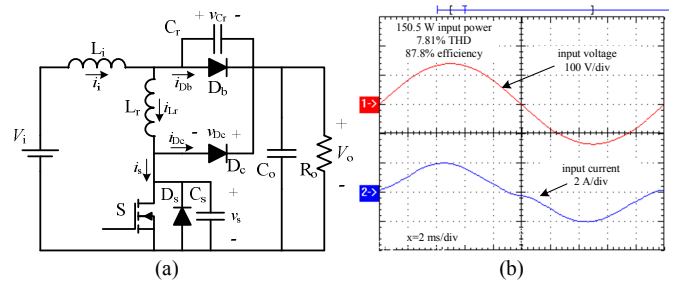 L_i
i_i
C_r
+ v_Cr -
i_Db
D_b
L_r
i_Lr
i_Dc
- v_Dc +
D_c
V_i
i_s
S
D_s
C_s
+
v_s
-
C_o
R_o
+
V_o
-
(a)
150.5 W input power
7.81% THD
87.8% efficiency
input voltage
100 V/div
1->
input current
2 A/div
2->
x=2 ms/div
(b)